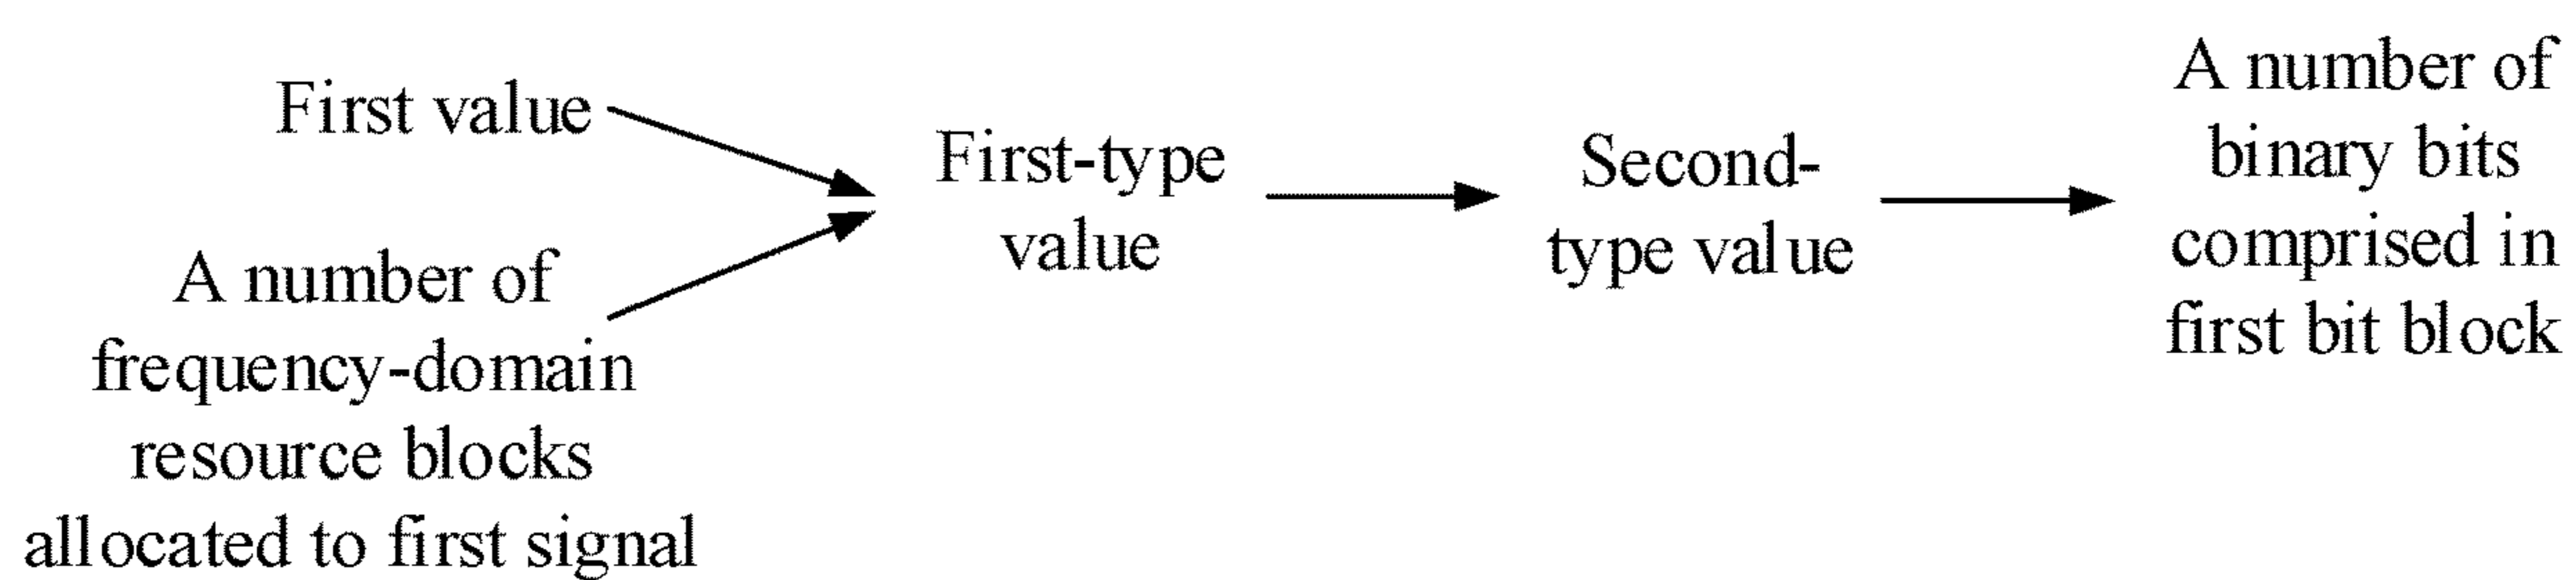 First value
A number of
frequency-domain
resource blocks
allocated to first signal
First-type
value
Second-
type value
A number of
binary bits
comprised in
first bit block